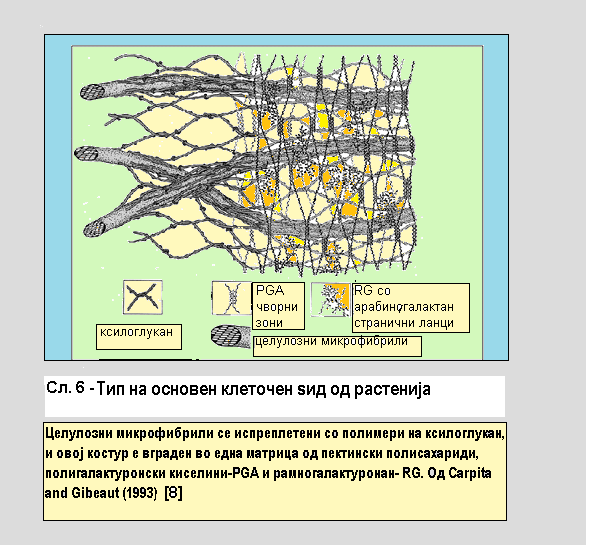 PGA
чворни
зони
RG со
арабиногалактан
странични ланци
ксилоглукан
целулозни микрофибрили
Сл. 6 - Тип на основен клеточен ѕид од растенија
Целулозни микрофибрили се испреплетени со полимери на ксилоглукан,
и овој костур е вграден во една матрица од пектински полисахариди,
полигалактуронски киселини-PGA и рамногалактуронан- RG. Од Carpita
and Gibeaut (1993) [8]